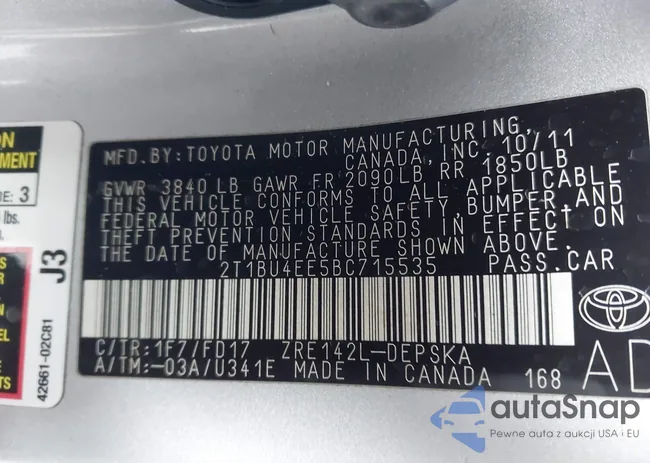 MFD.BY:TOYOTA MOTOR MANUFACTURING,
CANADA, INC. 10/11
GVWR 3840 LB GAWR FR 2090LB, RR 1850LB
THIS VEHICLE CONFORMS TO ALL APPLICABLE
FEDERAL MOTOR VEHICLE SAFETY,BUMPER,AND
THEFT PREVENTION STANDARDS IN EFFECT ON
THE DATE OF MANUFACTURE SHOWN ABOVE.
2T1BU4EE5BC715535 PASS.CAR
C/TR:1F7/FD17 ZRE142L-DEPSKA
A/TM:-03A/U341E MADE IN CANADA 168
TOYOTA
AD
J3
42661-02C81
3
lbs.
autaSnap
Pewne auta z aukcji USA i EU